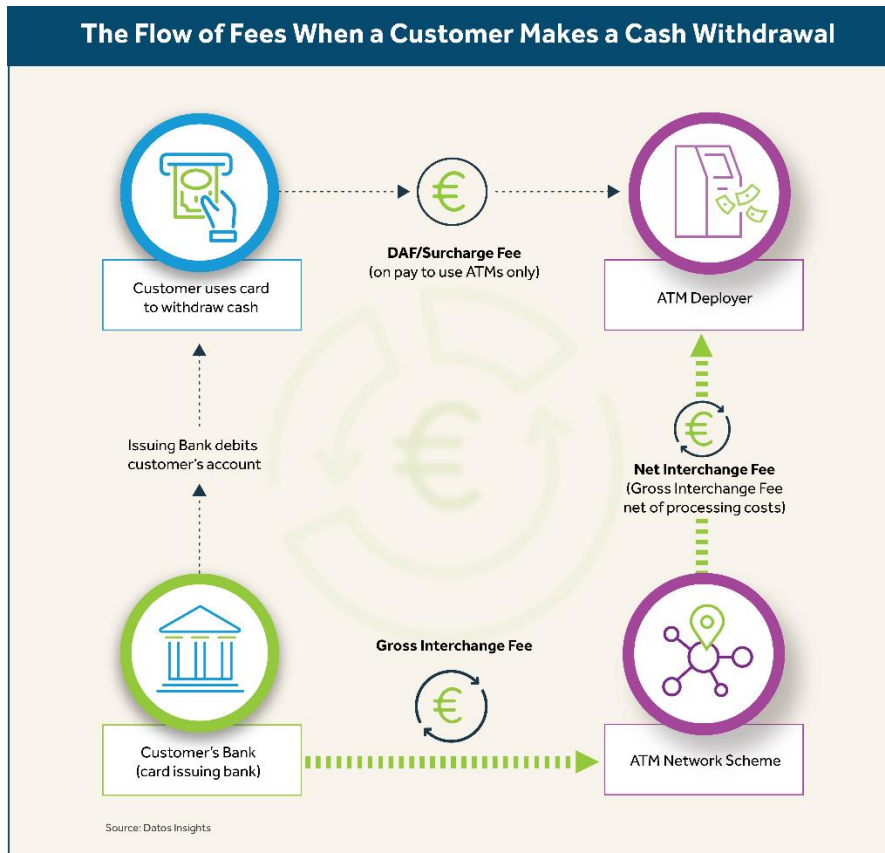 The Flow of Fees When a Customer Makes a Cash Withdrawal
€
DAF/Surcharge Fee
(on pay to use ATMs only)
Customer uses card
to withdraw cash
ATM Deployer
€
Issuing Bank debits
customer's account
€
Net Interchange Fee
(Gross Interchange Fee
net of processing costs)
Gross Interchange Fee
€
Customer's Bank
(card issuing bank)
ATM Network Scheme
Source: Datos Insights